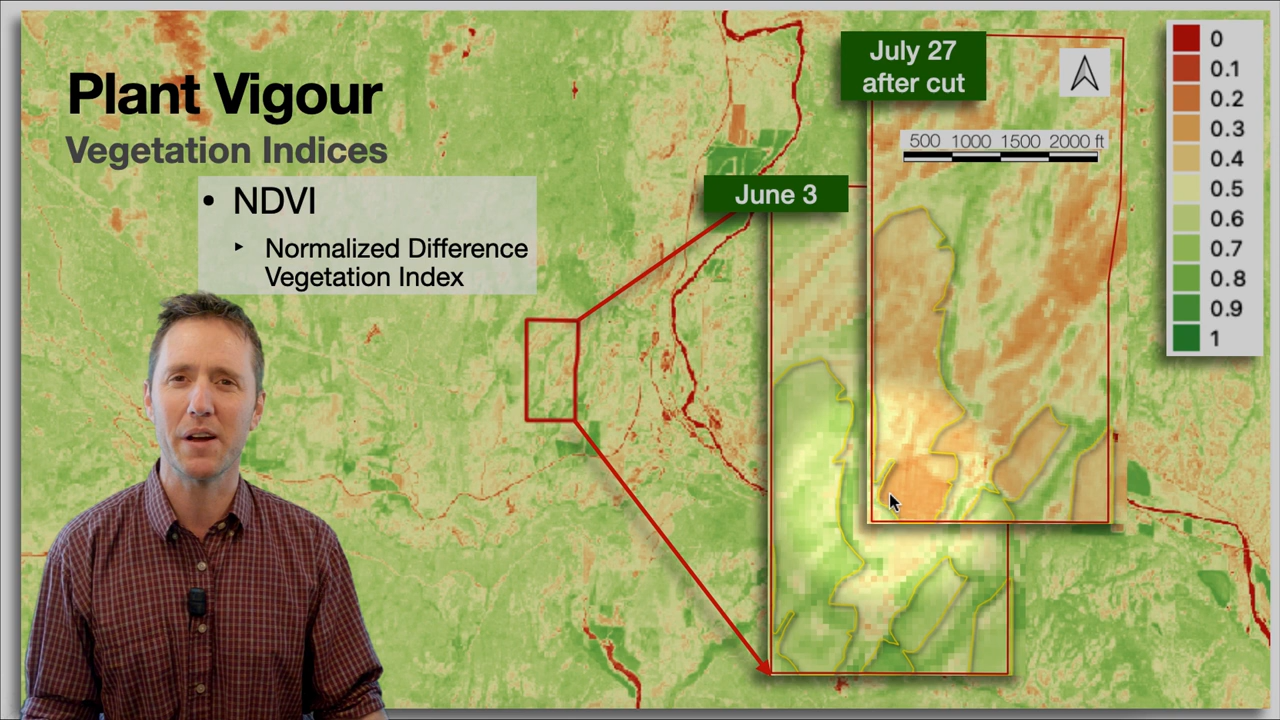 Plant Vigour
Vegetation Indices
• NDVI
‣ Normalized Difference
Vegetation Index
July 27
after cut
June 3
500 1000 1500 2000 ft
0
0.1
0.2
0.3
0.4
0.5
0.6
0.7
0.8
0.9
1